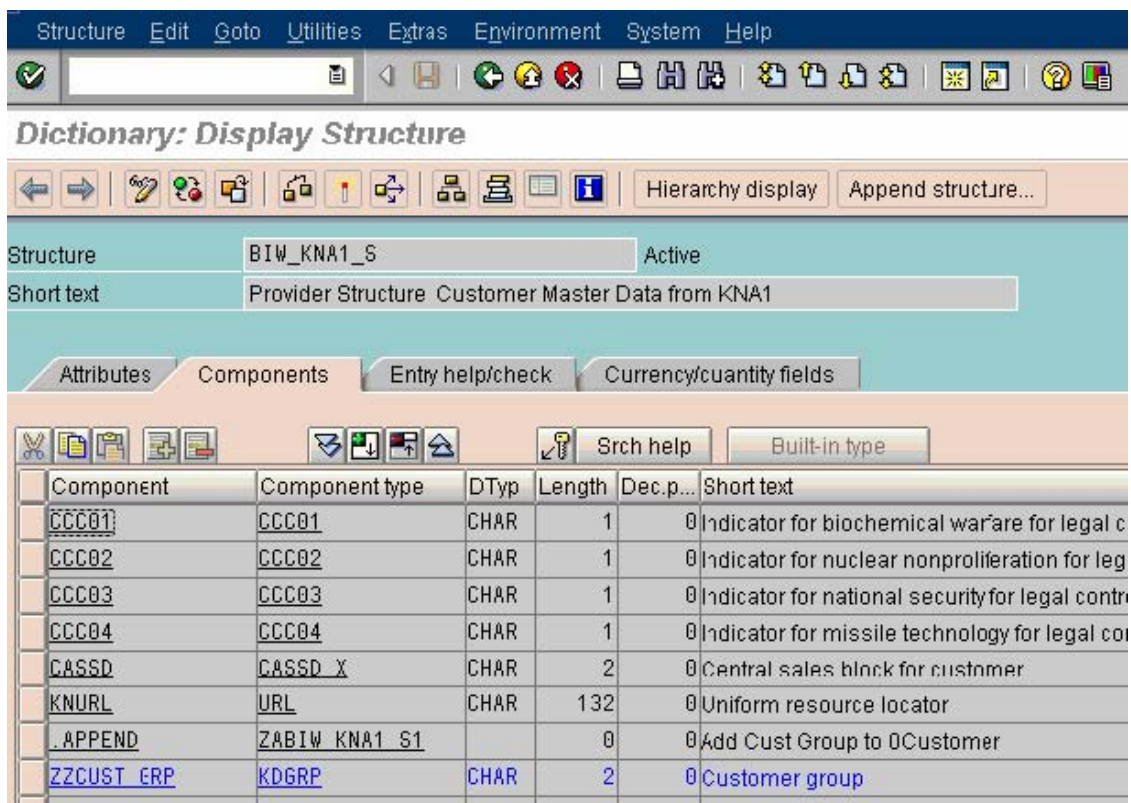 Structure Edit Goto Utilities Extras Environment System Help
Dictionary: Display Structure
Hierarchy display Append structure...
Structure BIW_KNA1_S Active
Short text Provider Structure Customer Master Data from KNA1
Attributes Components Entry help/check Currency/cuantity fields
Srch help Built-in type
Component Component type DTyp Length Dec.p... Short text
CCC01 CCC01 CHAR 1 0 Indicator for biochemical warfare for legal c
CCC02 CCC02 CHAR 1 0 Indicator for nuclear nonproliferation for leg
CCC03 CCC03 CHAR 1 0 Indicator for national security for legal contr
CCC04 CCC04 CHAR 1 0 Indicator for missile technology for legal co
CASSD CASSD_X CHAR 2 0 Central sales block for customer
KNURL URL CHAR 132 0 Uniform resource locator
.APPEND ZABIW_KNA1_S1 0 0 Add Cust Group to 0Customer
ZZCUST_GRP KDGRP CHAR 2 0 Customer group